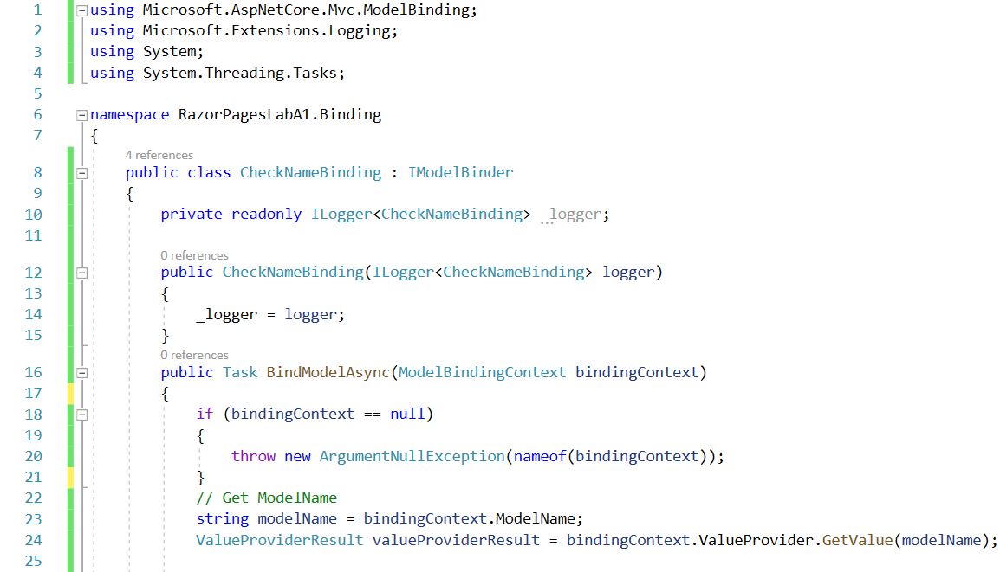 1 using Microsoft.AspNetCore.Mvc.ModelBinding;
2 using Microsoft.Extensions.Logging;
3 using System;
4 using System.Threading.Tasks;
5
6 namespace RazorPagesLabA1.Binding
7 {
4 references
8 public class CheckNameBinding : IModelBinder
9 {
10 private readonly ILogger<CheckNameBinding> _logger;
11
0 references
12 public CheckNameBinding(ILogger<CheckNameBinding> logger)
13 {
14 _logger = logger;
15 }
0 references
16 public Task BindModelAsync(ModelBindingContext bindingContext)
17 {
18 if (bindingContext == null)
19 {
20 throw new ArgumentNullException(nameof(bindingContext));
21 }
22 // Get ModelName
23 string modelName = bindingContext.ModelName;
24 ValueProviderResult valueProviderResult = bindingContext.ValueProvider.GetValue(modelName);
25